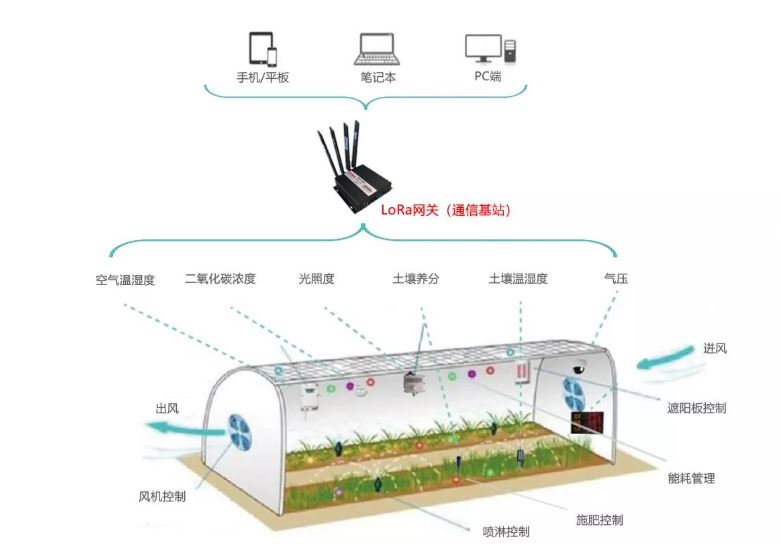 手机/平板
笔记本
PC端
LoRa网关（通信基站）
空气温湿度
二氧化碳浓度
光照度
土壤养分
土壤温湿度
气压
进风
出风
遮阳板控制
能耗管理
风机控制
施肥控制
喷淋控制